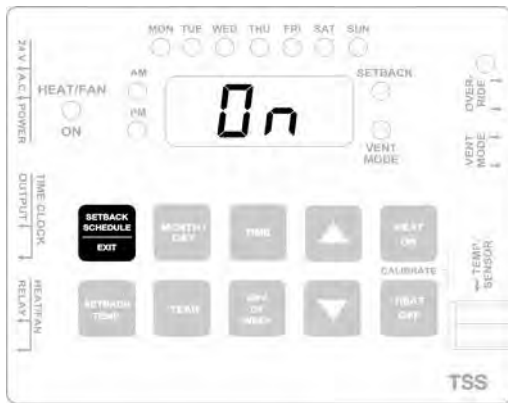 MON TUE WED THU FRI SAT SUN
24 V A.C. POWER
HEAT/FAN
ON
AM
PM
On
SETBACK
VENT
MODE
OVER-
RIDE
VENT
MODE
TIME CLOCK
OUTPUT
SETBACK
SCHEDULE
EXIT
MONTH /
DAY
TIME
HEAT
ON
CALIBRATE
TEMP.
SENSOR
HEAT/FAN
RELAY
SETBACK
TEMP
YEAR
DAY
OF
WEEK
HEAT
OFF
TSS